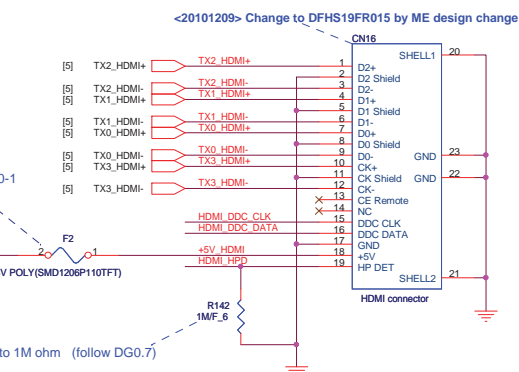 <20101209> Change to DFHS19FR015 by ME design change
CN16
SHELL1 20
[5] TX2_HDMI+ TX2_HDMI+ 1 D2+
2 D2 Shield
[5] TX2_HDMI- TX2_HDMI- 3 D2-
[5] TX1_HDMI+ TX1_HDMI+ 4 D1+
5 D1 Shield
[5] TX1_HDMI- TX1_HDMI- 6 D1-
[5] TX0_HDMI+ TX0_HDMI+ 7 D0+
8 D0 Shield
[5] TX0_HDMI- TX0_HDMI- 9 D0- GND 23
[5] TX3_HDMI+ TX3_HDMI+ 10 CK+
11 CK Shield GND 22
[5] TX3_HDMI- TX3_HDMI- 12 CK-
0-1
13 CE Remote
14 NC
HDMI_DDC_CLK 15 DDC CLK
HDMI_DDC_DATA 16 DDC DATA
17 GND
F2
2 1 +5V_HDMI 18 +5V
HDMI_HPD 19 HP DET
V POLY(SMD1206P110TFT)
SHELL2 21
HDMI connector
R142
1M/F_6
to 1M ohm (follow DG0.7)